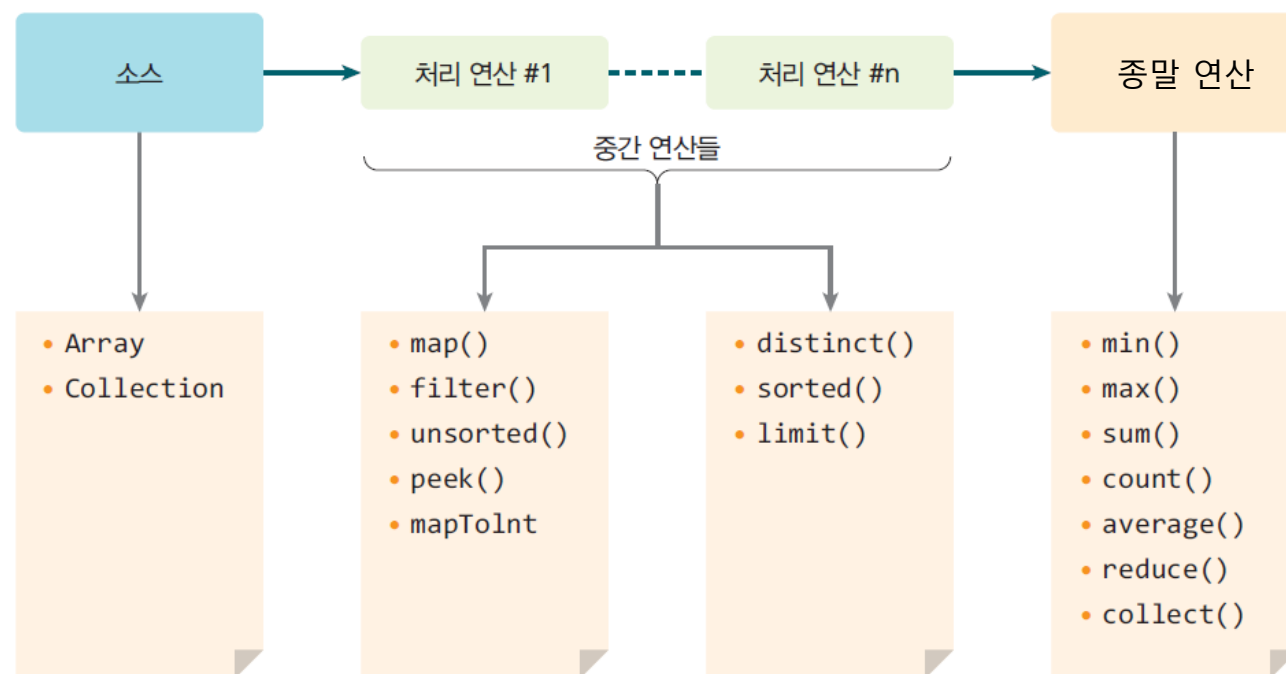 소스
처리 연산 #1
처리 연산 #n
종말 연산
중간 연산들
• Array
• Collection
• map()
• filter()
• unsorted()
• peek()
• mapTolnt
• distinct()
• sorted()
• limit()
• min()
• max()
• sum()
• count()
• average()
• reduce()
• collect()